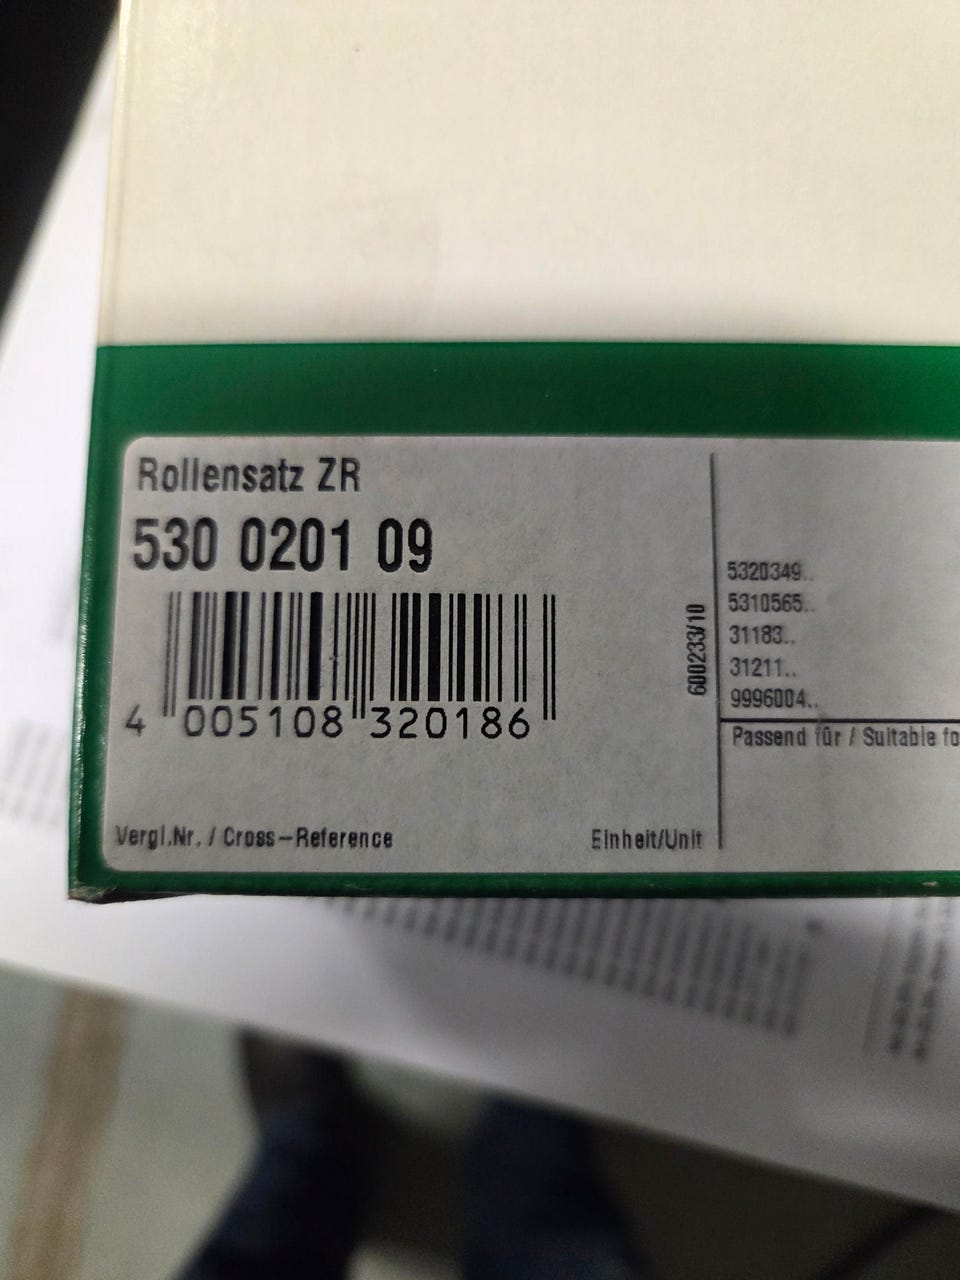 Rollensatz ZR
530 0201 09
4 005108 320186
Vergl.Nr. / Cross-Reference
Einheit/Unit
600233/10
5320349..
5310565..
31183..
31211..
9996004..
Passend für / Suitable fo